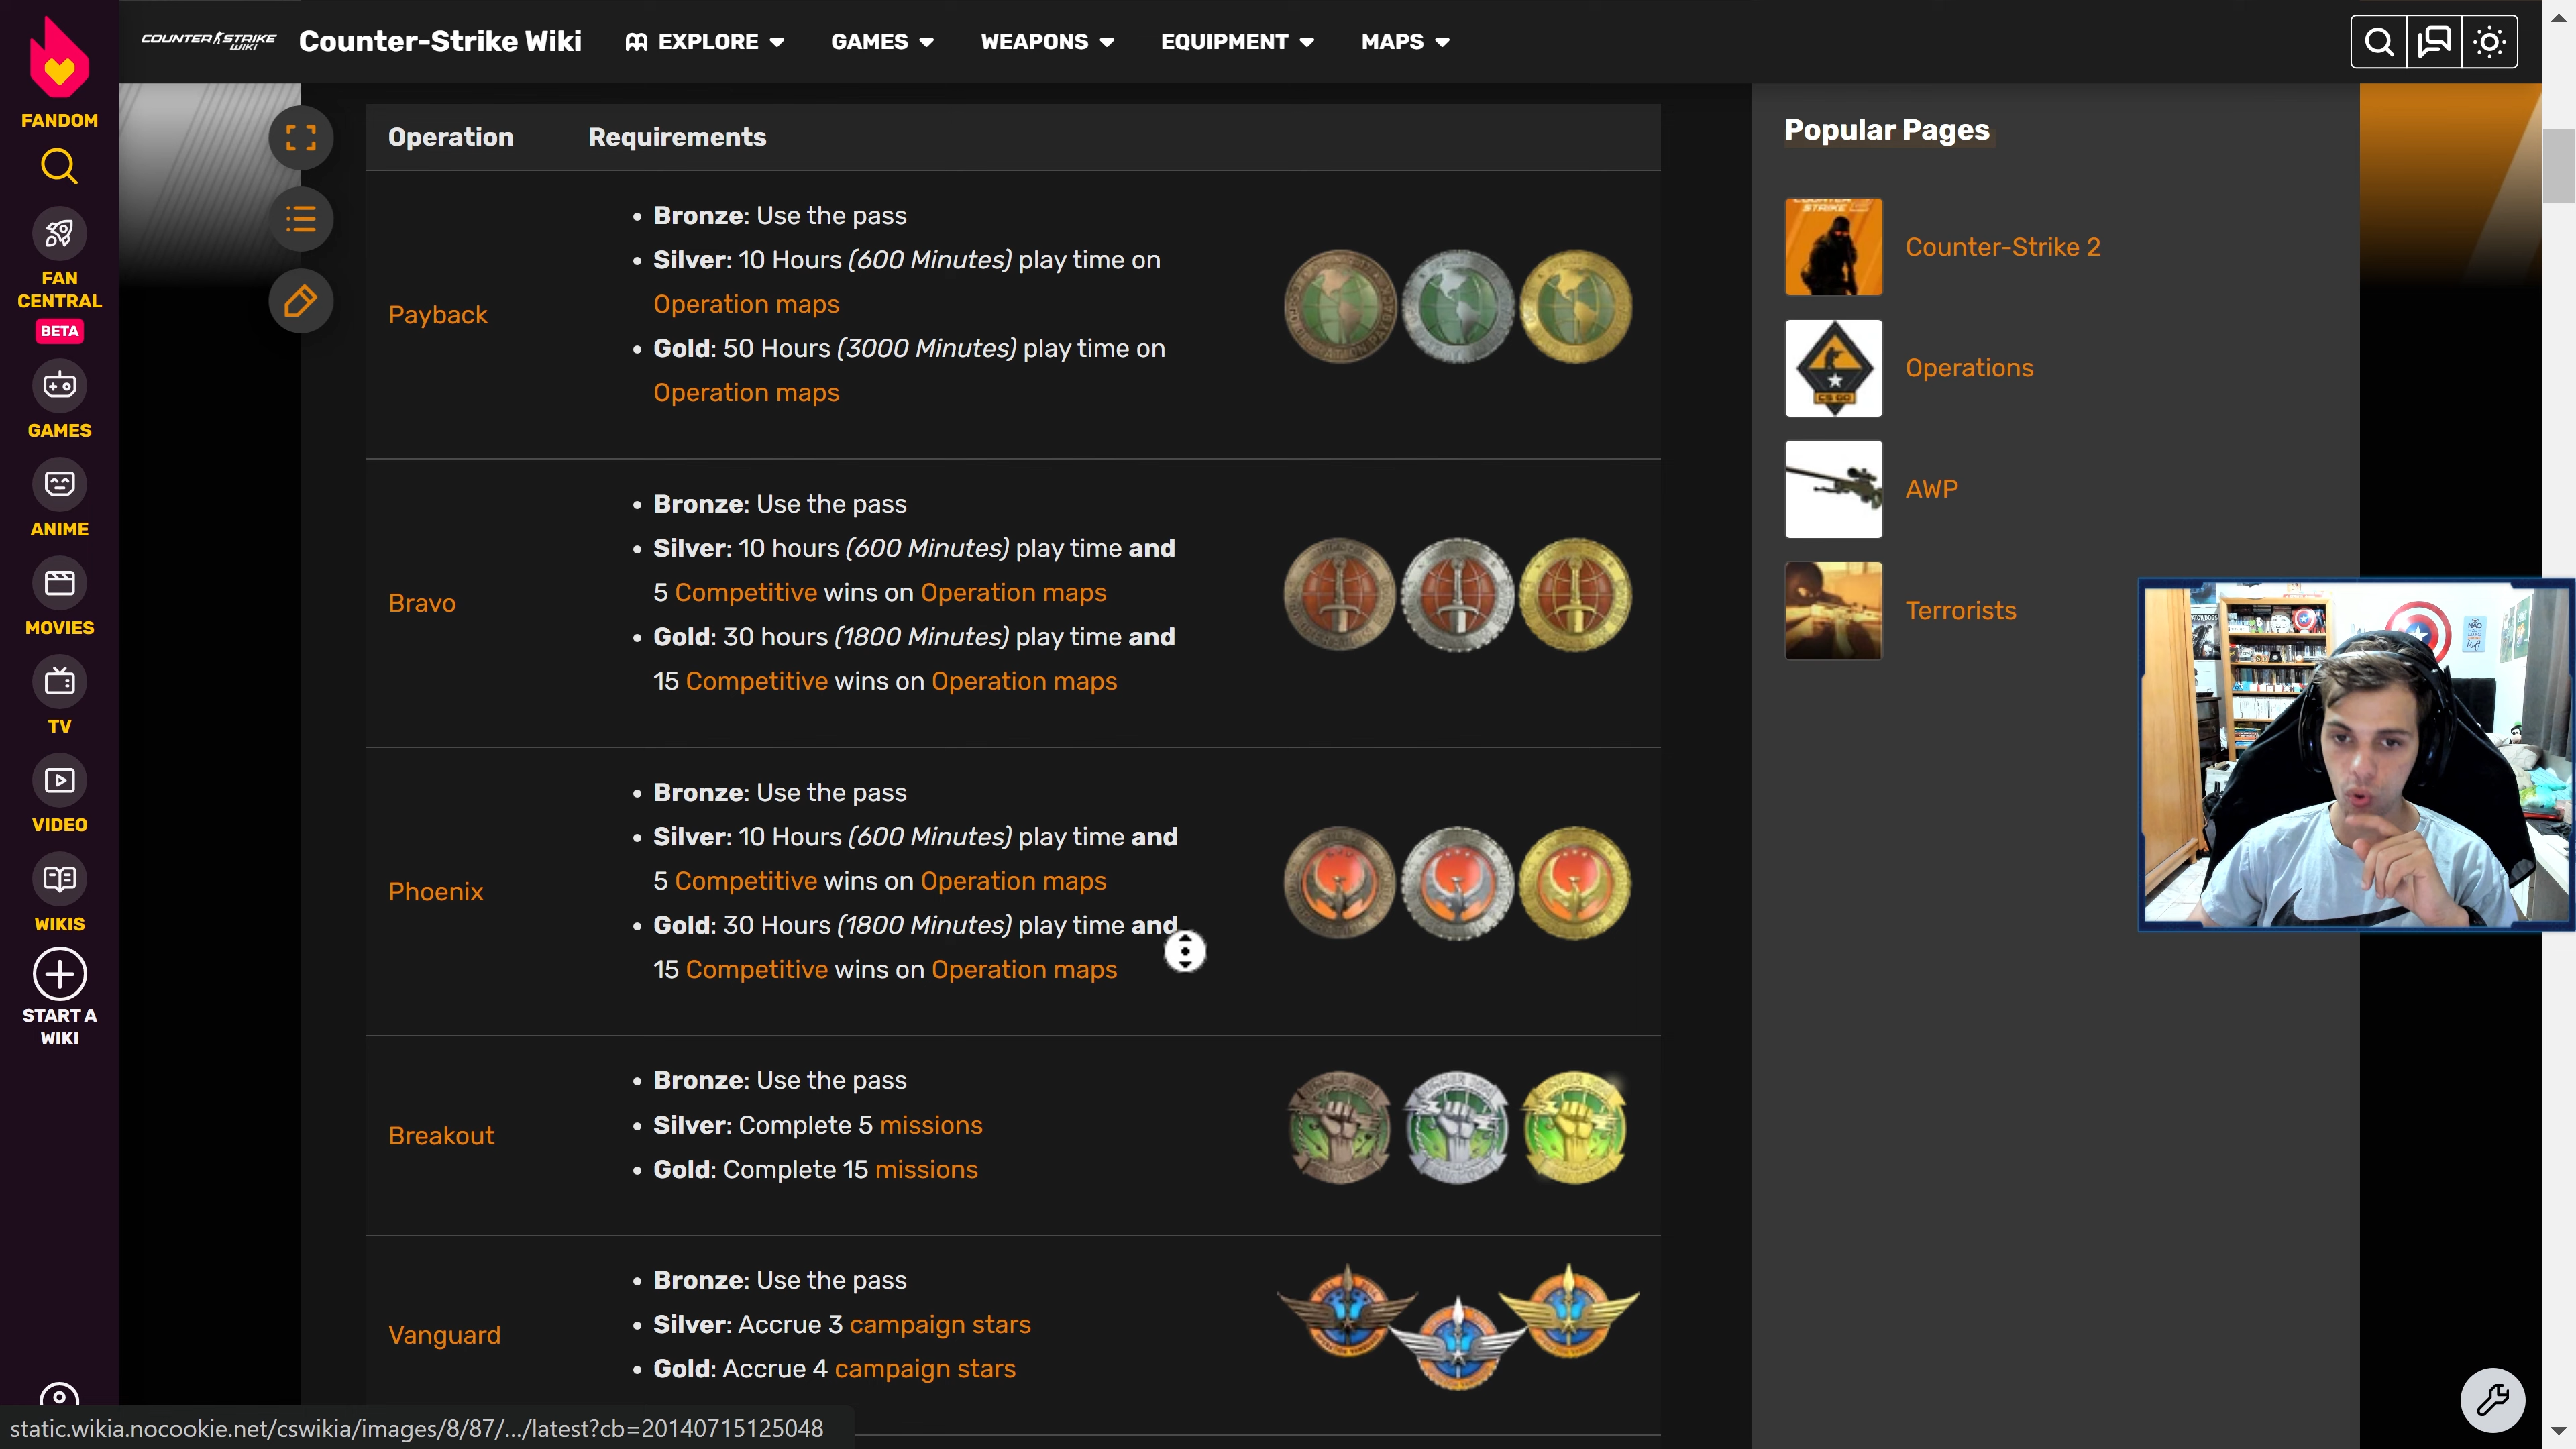 COUNTER STRIKE
WIKI
Counter-Strike Wiki
EXPLORE
GAMES
WEAPONS
EQUIPMENT
MAPS
FANDOM
FAN
CENTRAL
BETA
GAMES
ANIME
MOVIES
TV
VIDEO
WIKIS
START A
WIKI
Operation Requirements
Payback
• Bronze: Use the pass
• Silver: 10 Hours (600 Minutes) play time on
Operation maps
• Gold: 50 Hours (3000 Minutes) play time on
Operation maps
Bravo
• Bronze: Use the pass
• Silver: 10 hours (600 Minutes) play time and
5 Competitive wins on Operation maps
• Gold: 30 hours (1800 Minutes) play time and
15 Competitive wins on Operation maps
Phoenix
• Bronze: Use the pass
• Silver: 10 Hours (600 Minutes) play time and
5 Competitive wins on Operation maps
• Gold: 30 Hours (1800 Minutes) play time and
15 Competitive wins on Operation maps
Breakout
• Bronze: Use the pass
• Silver: Complete 5 missions
• Gold: Complete 15 missions
Vanguard
• Bronze: Use the pass
• Silver: Accrue 3 campaign stars
• Gold: Accrue 4 campaign stars
Popular Pages
Counter-Strike 2
CS GO
Operations
AWP
Terrorists
static.wikia.nocookie.net/cswikia/images/8/87/.../latest?cb=20140715125048